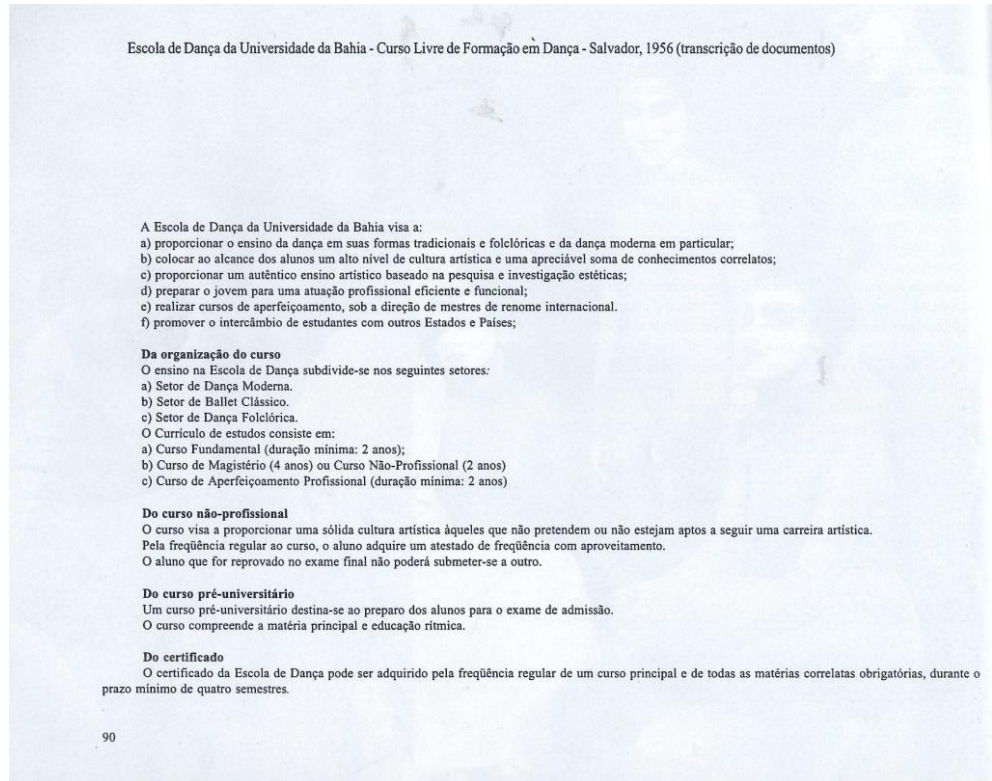 Escola de Dança da Universidade da Bahia - Curso Livre de Formação em Dança - Salvador, 1956 (transcrição de documentos)
A Escola de Dança da Universidade da Bahia visa a:
a) proporcionar o ensino da dança em suas formas tradicionais e folclóricas e da dança moderna em particular;
b) colocar ao alcance dos alunos um alto nível de cultura artística e uma apreciável soma de conhecimentos correlatos;
c) proporcionar um autêntico ensino artístico baseado na pesquisa e investigação estéticas;
d) preparar o jovem para uma atuação profissional eficiente e funcional;
e) realizar cursos de aperfeiçoamento, sob a direção de mestres de renome internacional.
f) promover o intercâmbio de estudantes com outros Estados e Países;
Da organização do curso
O ensino na Escola de Dança subdivide-se nos seguintes setores:
a) Setor de Dança Moderna.
b) Setor de Ballet Clássico.
c) Setor de Dança Folclórica.
O Currículo de estudos consiste em:
a) Curso Fundamental (duração mínima: 2 anos);
b) Curso de Magistério (4 anos) ou Curso Não-Profissional (2 anos)
c) Curso de Aperfeiçoamento Profissional (duração mínima: 2 anos)
Do curso não-profissional
O curso visa a proporcionar uma sólida cultura artística àqueles que não pretendem ou não estejam aptos a seguir uma carreira artística.
Pela freqüência regular ao curso, o aluno adquire um atestado de freqüência com aproveitamento.
O aluno que for reprovado no exame final não poderá submeter-se a outro.
Do curso pré-universitário
Um curso pré-universitário destina-se ao preparo dos alunos para o exame de admissão.
O curso compreende a matéria principal e educação rítmica.
Do certificado
O certificado da Escola de Dança pode ser adquirido pela freqüência regular de um curso principal e de todas as matérias correlatas obrigatórias, durante o
prazo mínimo de quatro semestres.
90